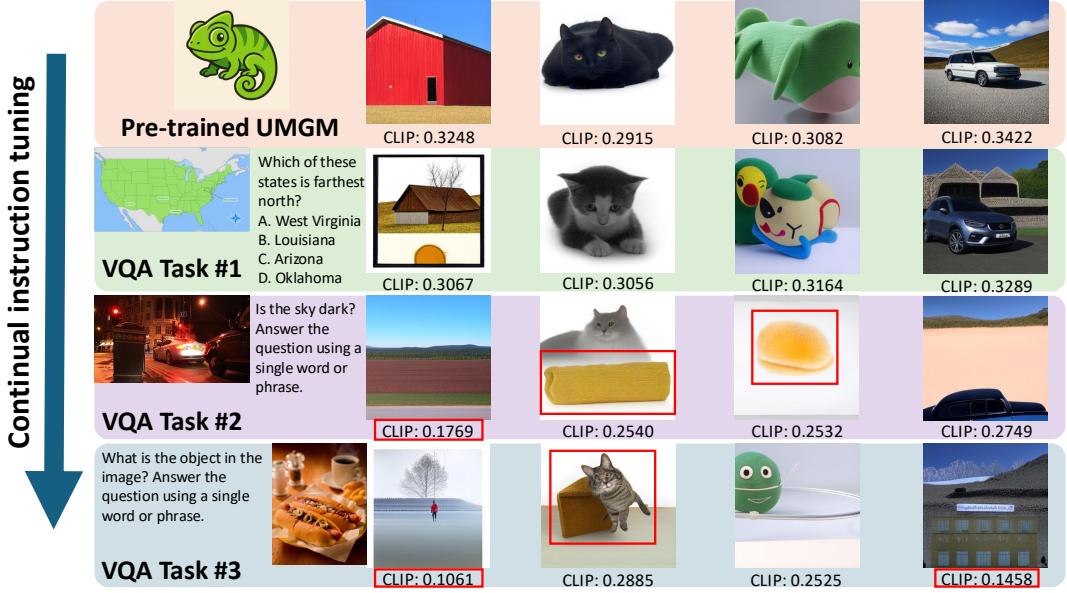 Continual instruction tuning
Pre-trained UMGM
CLIP: 0.3248
CLIP: 0.2915
CLIP: 0.3082
CLIP: 0.3422
Which of these
states is farthest
north?
A. West Virginia
B. Louisiana
C. Arizona
D. Oklahoma
VQA Task #1
CLIP: 0.3067
CLIP: 0.3056
CLIP: 0.3164
CLIP: 0.3289
Is the sky dark?
Answer the
question using a
single word or
phrase.
VQA Task #2
CLIP: 0.1769
CLIP: 0.2540
CLIP: 0.2532
CLIP: 0.2749
What is the object in the
image? Answer the
question using a single
word or phrase.
VQA Task #3
CLIP: 0.1061
CLIP: 0.2885
CLIP: 0.2525
CLIP: 0.1458